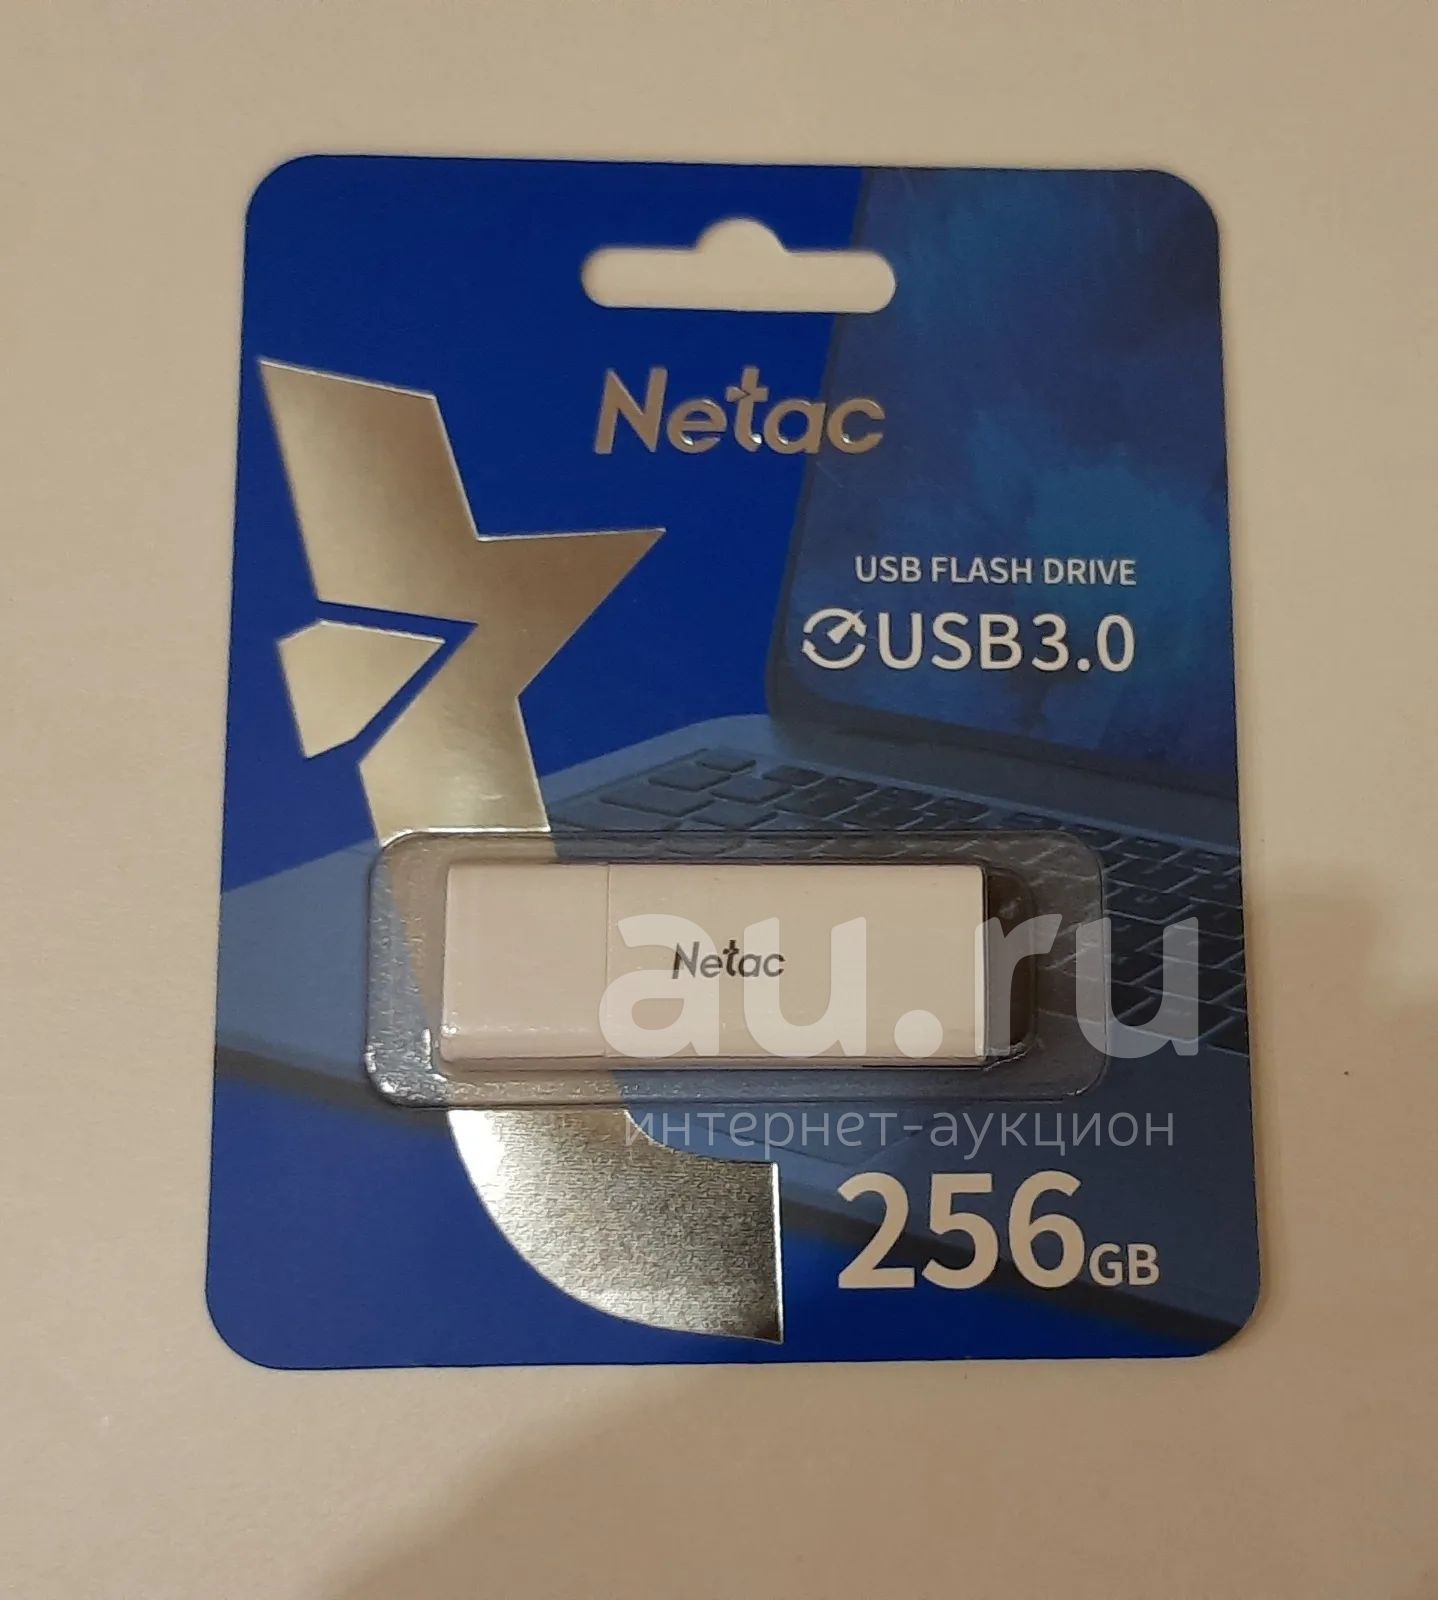 Netac
USB FLASH DRIVE
USB3.0
Netac
au.ru
интернет-аукцион
256GB